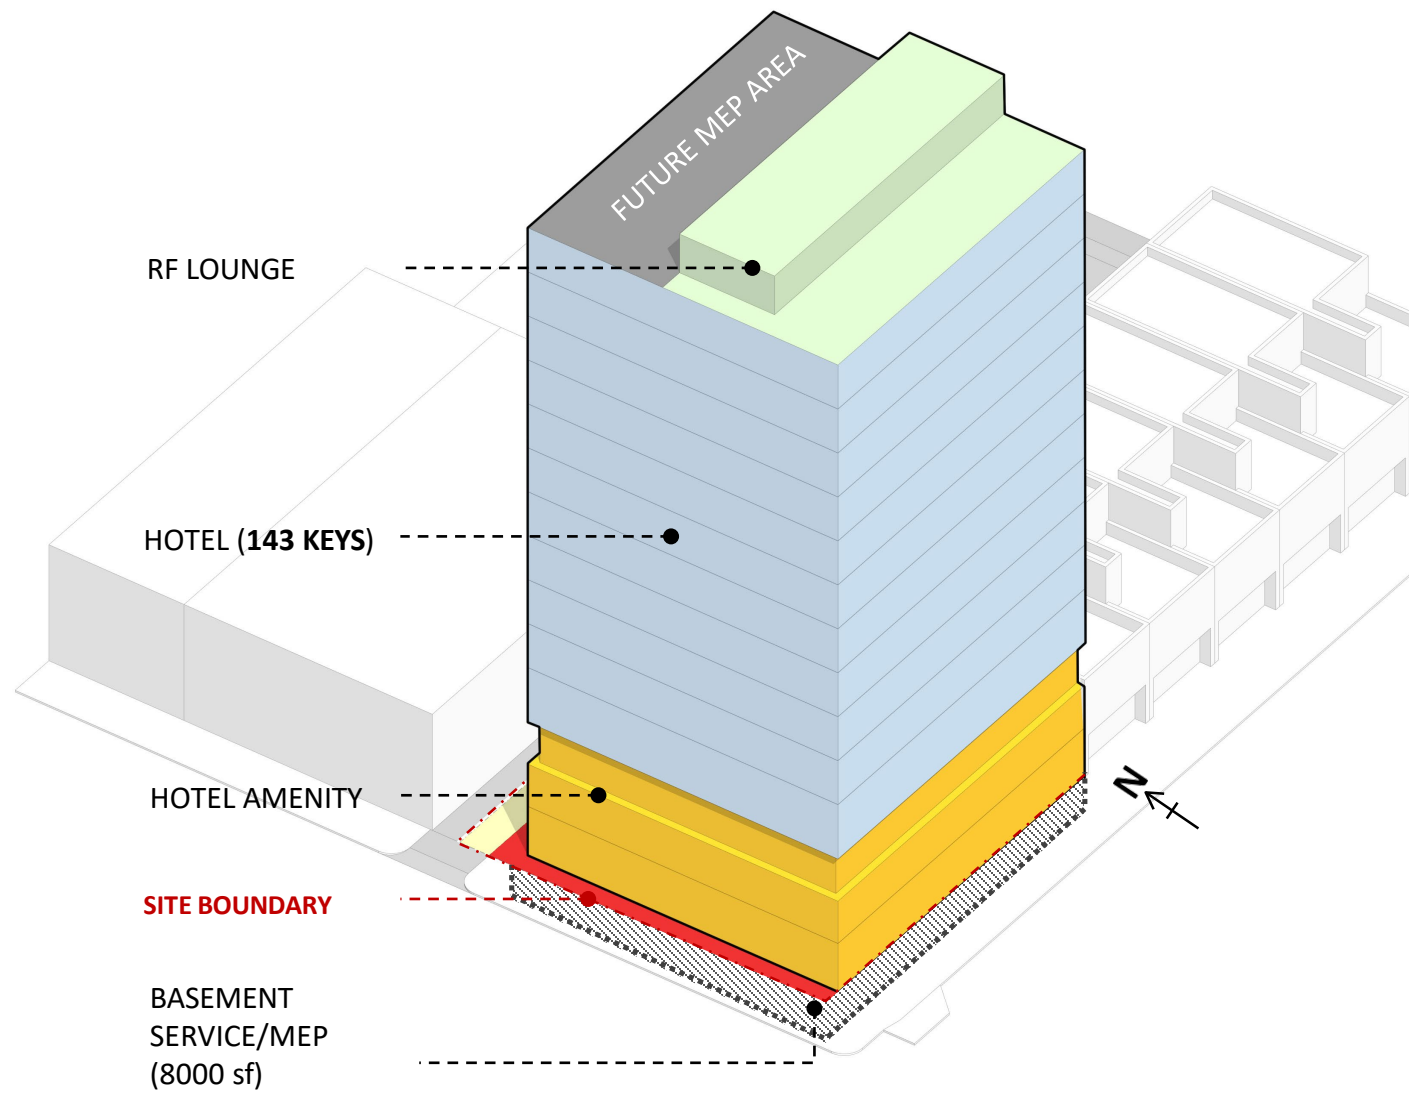 FUTURE MEP AREA
RF LOUNGE
HOTEL (143 KEYS)
HOTEL AMENITY
N
SITE BOUNDARY
BASEMENT
SERVICE/MEP
(8000 sf)